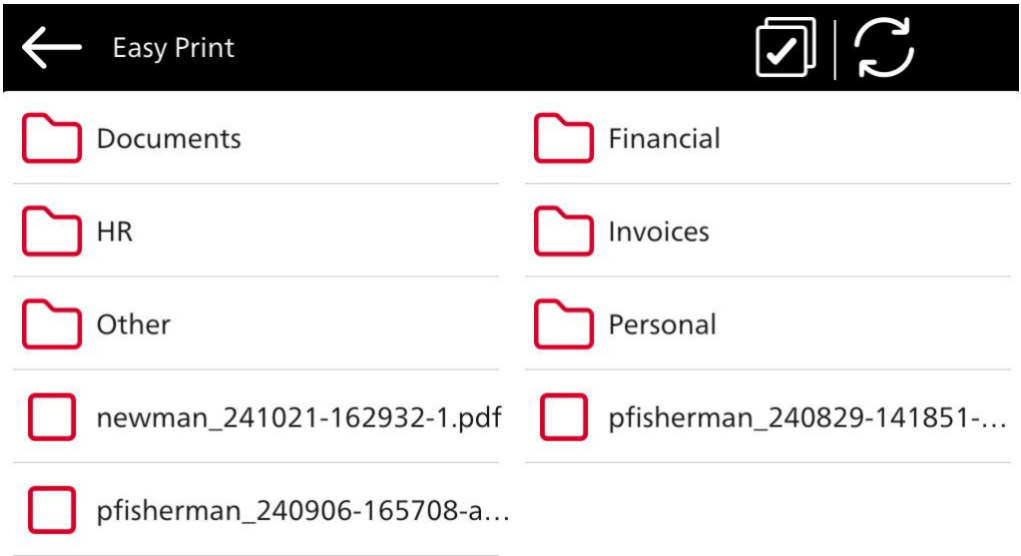 Easy Print
Documents
Financial
HR
Invoices
Other
Personal
newman_241021-162932-1.pdf
pfisherman_240829-141851-...
pfisherman_240906-165708-a...